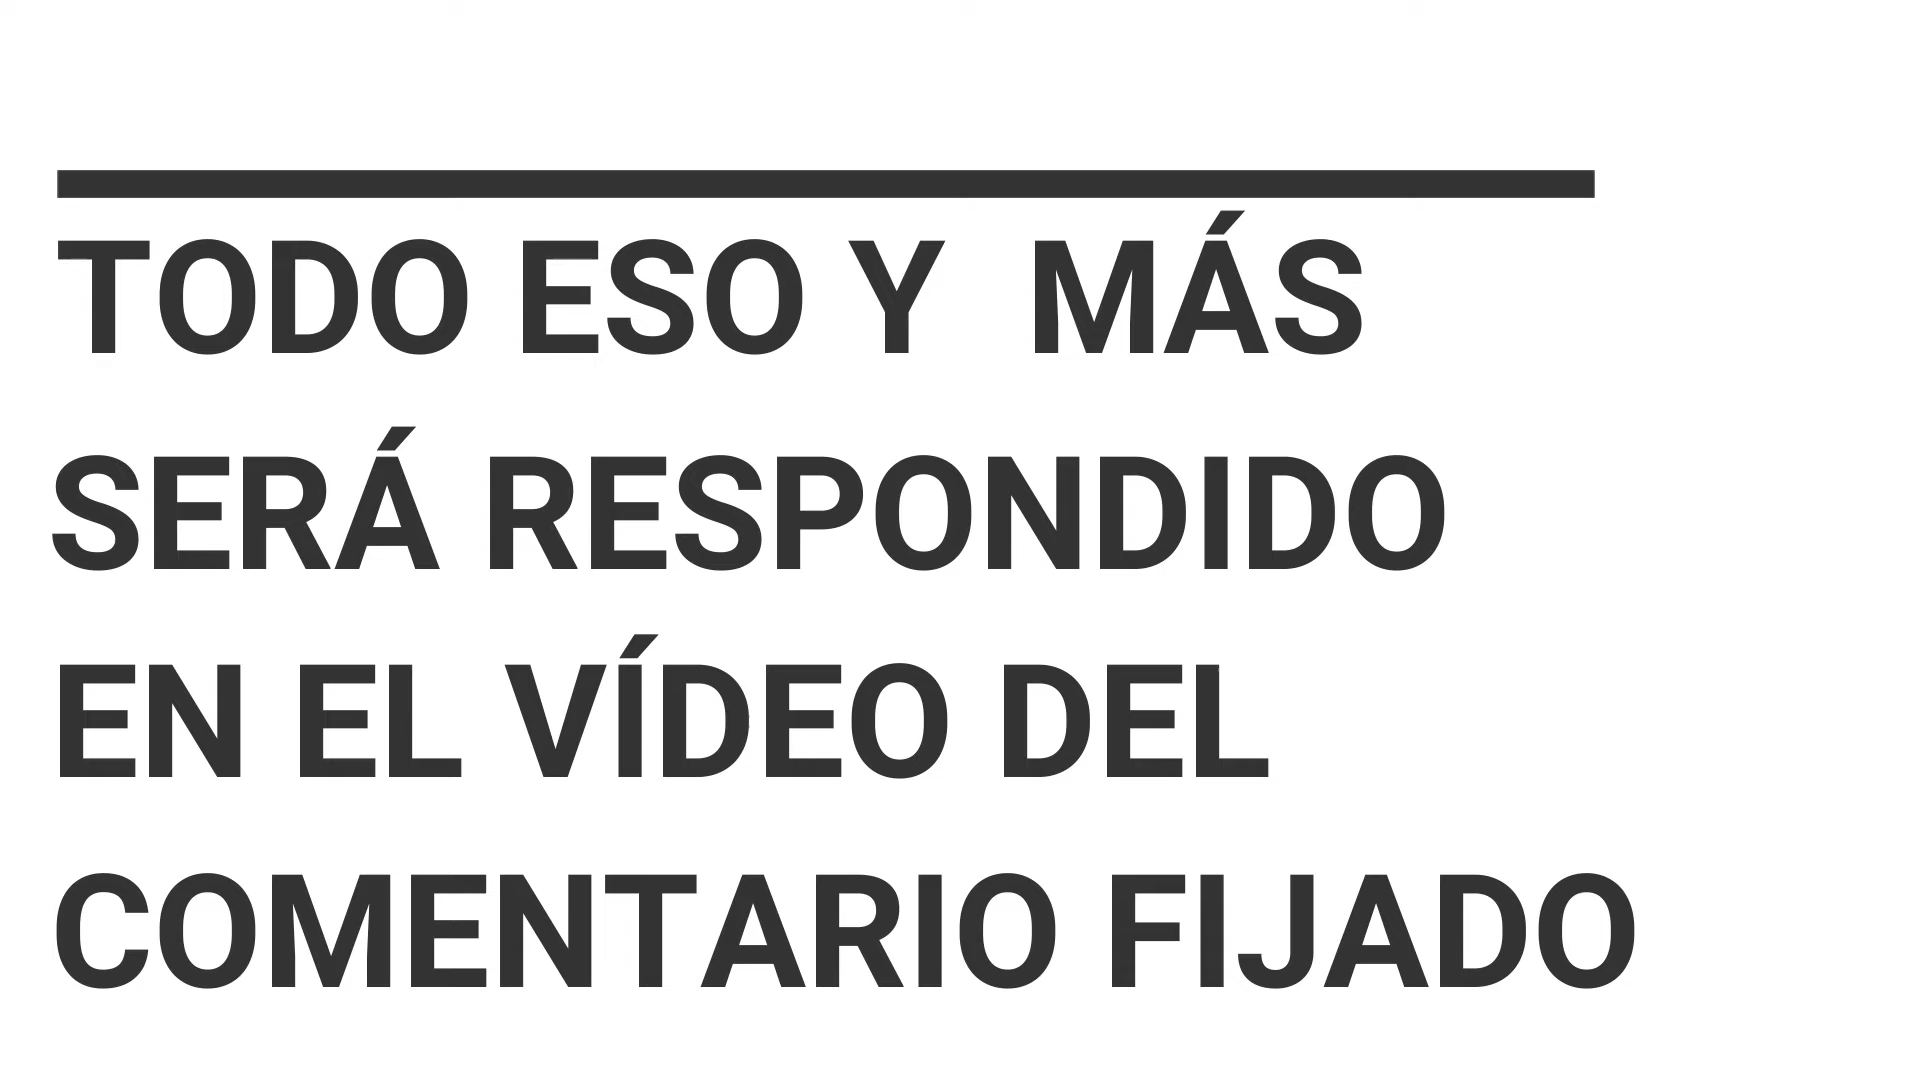 TODO ESO Y  MÁS
SERÁ RESPONDIDO
EN EL VÍDEO DEL
COMENTARIO FIJADO